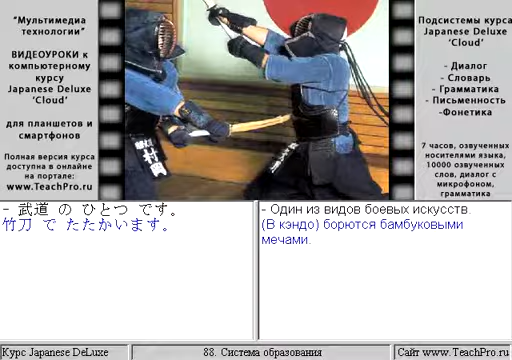 "Мультимедиа
технологии"
ВИДЕОУРОКИ к
компьютерному
курсу
Japanese Deluxe
'Cloud'
для планшетов и
смартфонов
Полная версия курса
доступна в онлайне
на портале:
www.TeachPro.ru
Подсистемы курса
Japanese Deluxe
'Cloud'
- Диалог
- Словарь
- Грамматика
- Письменность
-Фонетика
7 часов, озвученных
носителями языка,
10000 озвученных
слов, диалог с
микрофоном,
грамматика
- 武道 の ひとつ です。
竹刀 で たたかいます。
- Один из видов боевых искусств.
(В кэндо) борются бамбуковыми
мечами.
Курс Japanese DeLuxe
88. Система образования
Сайт www.TeachPro.ru